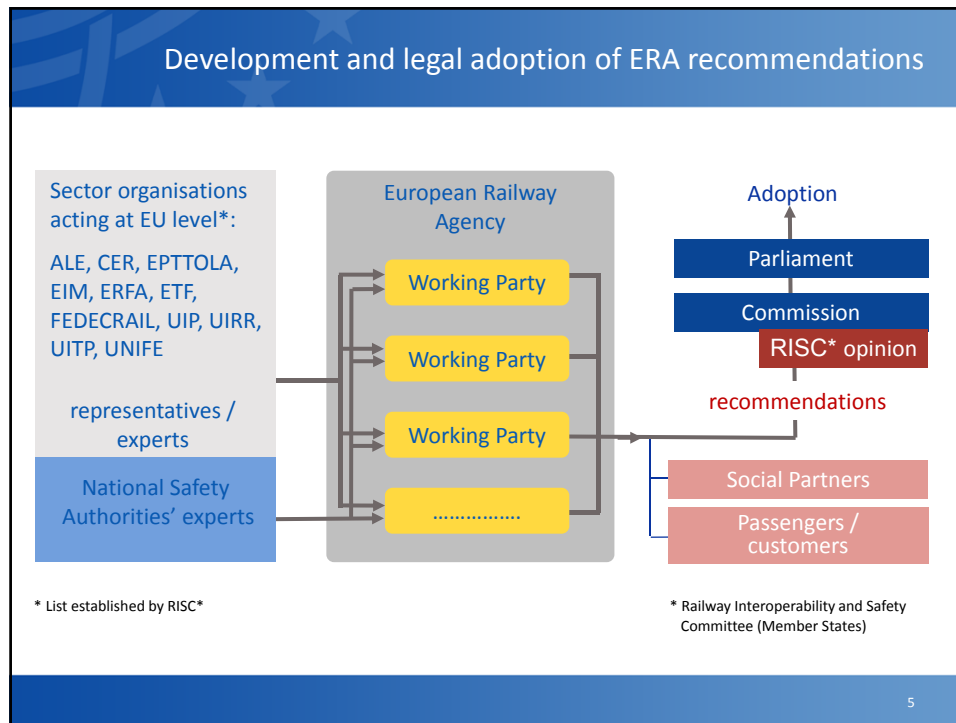 Development and legal adoption of ERA recommendations
Sector organisations
acting at EU level*:
ALE, CER, EPTTOLA,
EIM, ERFA, ETF,
FEDECRAIL, UIP, UIRR,
UITP, UNIFE
representatives /
experts
National Safety
Authorities’ experts
European Railway
Agency
Working Party
Working Party
Working Party
…………….
Adoption
Parliament
Commission
RISC* opinion
recommendations
Social Partners
Passengers /
customers
* List established by RISC*
* Railway Interoperability and Safety
Committee (Member States)
5